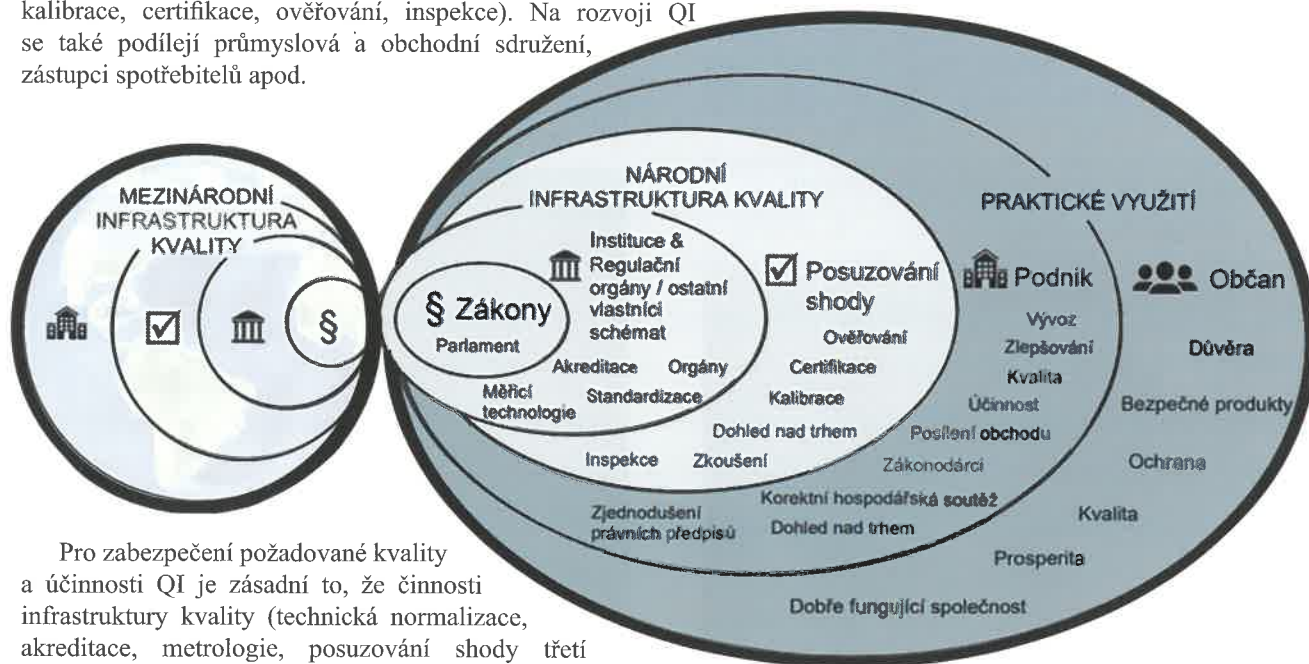 kalibrace, certifikace, ověřování, inspekce). Na rozvoji QI
se také podílejí průmyslová a obchodní sdružení,
zástupci spotřebitelů apod.
MEZINÁRODNÍ
INFRASTRUKTURA
KVALITY
§
NÁRODNÍ
INFRASTRUKTURA KVALITY
§ Zákony
Parlament
Instituce &
Regulační
orgány / ostatní
vlastníci
schémat
Akreditace Orgány
Měřicí
technologie
Standardizace
Posuzování
shody
Ověřování
Certifikace
Kalibrace
Dohled nad trhem
Inspekce Zkoušení
PRAKTICKÉ VYUŽITÍ
Podnik
Vývoz
Zlepšování
Kvalita
Účinnost
Posílení obchodu
Zákonodárci
Korektní hospodářská soutěž
Zjednodušení
právních předpisů
Dohled nad trhem
Občan
Důvěra
Bezpečné produkty
Ochrana
Kvalita
Prosperita
Dobře fungující společnost
Pro zabezpečení požadované kvality
a účinnosti QI je zásadní to, že činnosti
infrastruktury kvality (technická normalizace,
akreditace, metrologie, posuzování shody třetí